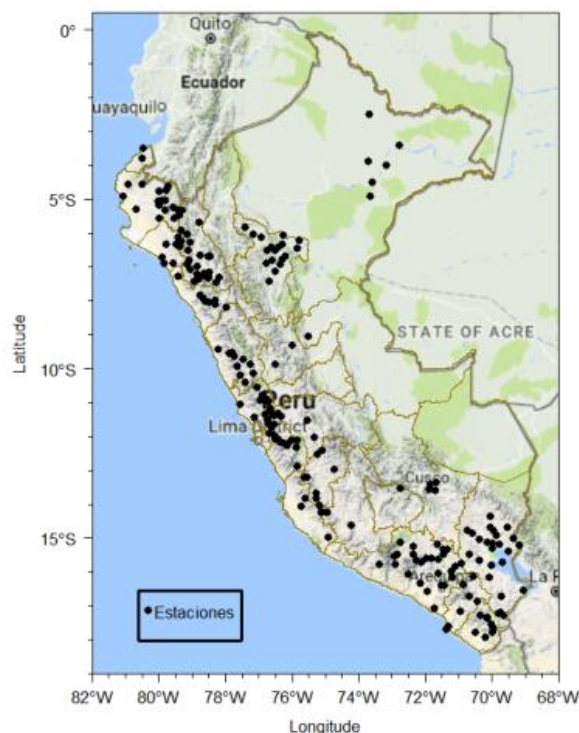 0°
Quito
Ecuador
uayaquil
5°S
STATE OF ACRE
Latitude
10°S
Peru
Lima District
Cusco
15°S
La P
Estaciones
82°W 80°W 78°W 76°W 74°W 72°W 70°W 68°W
Longitude